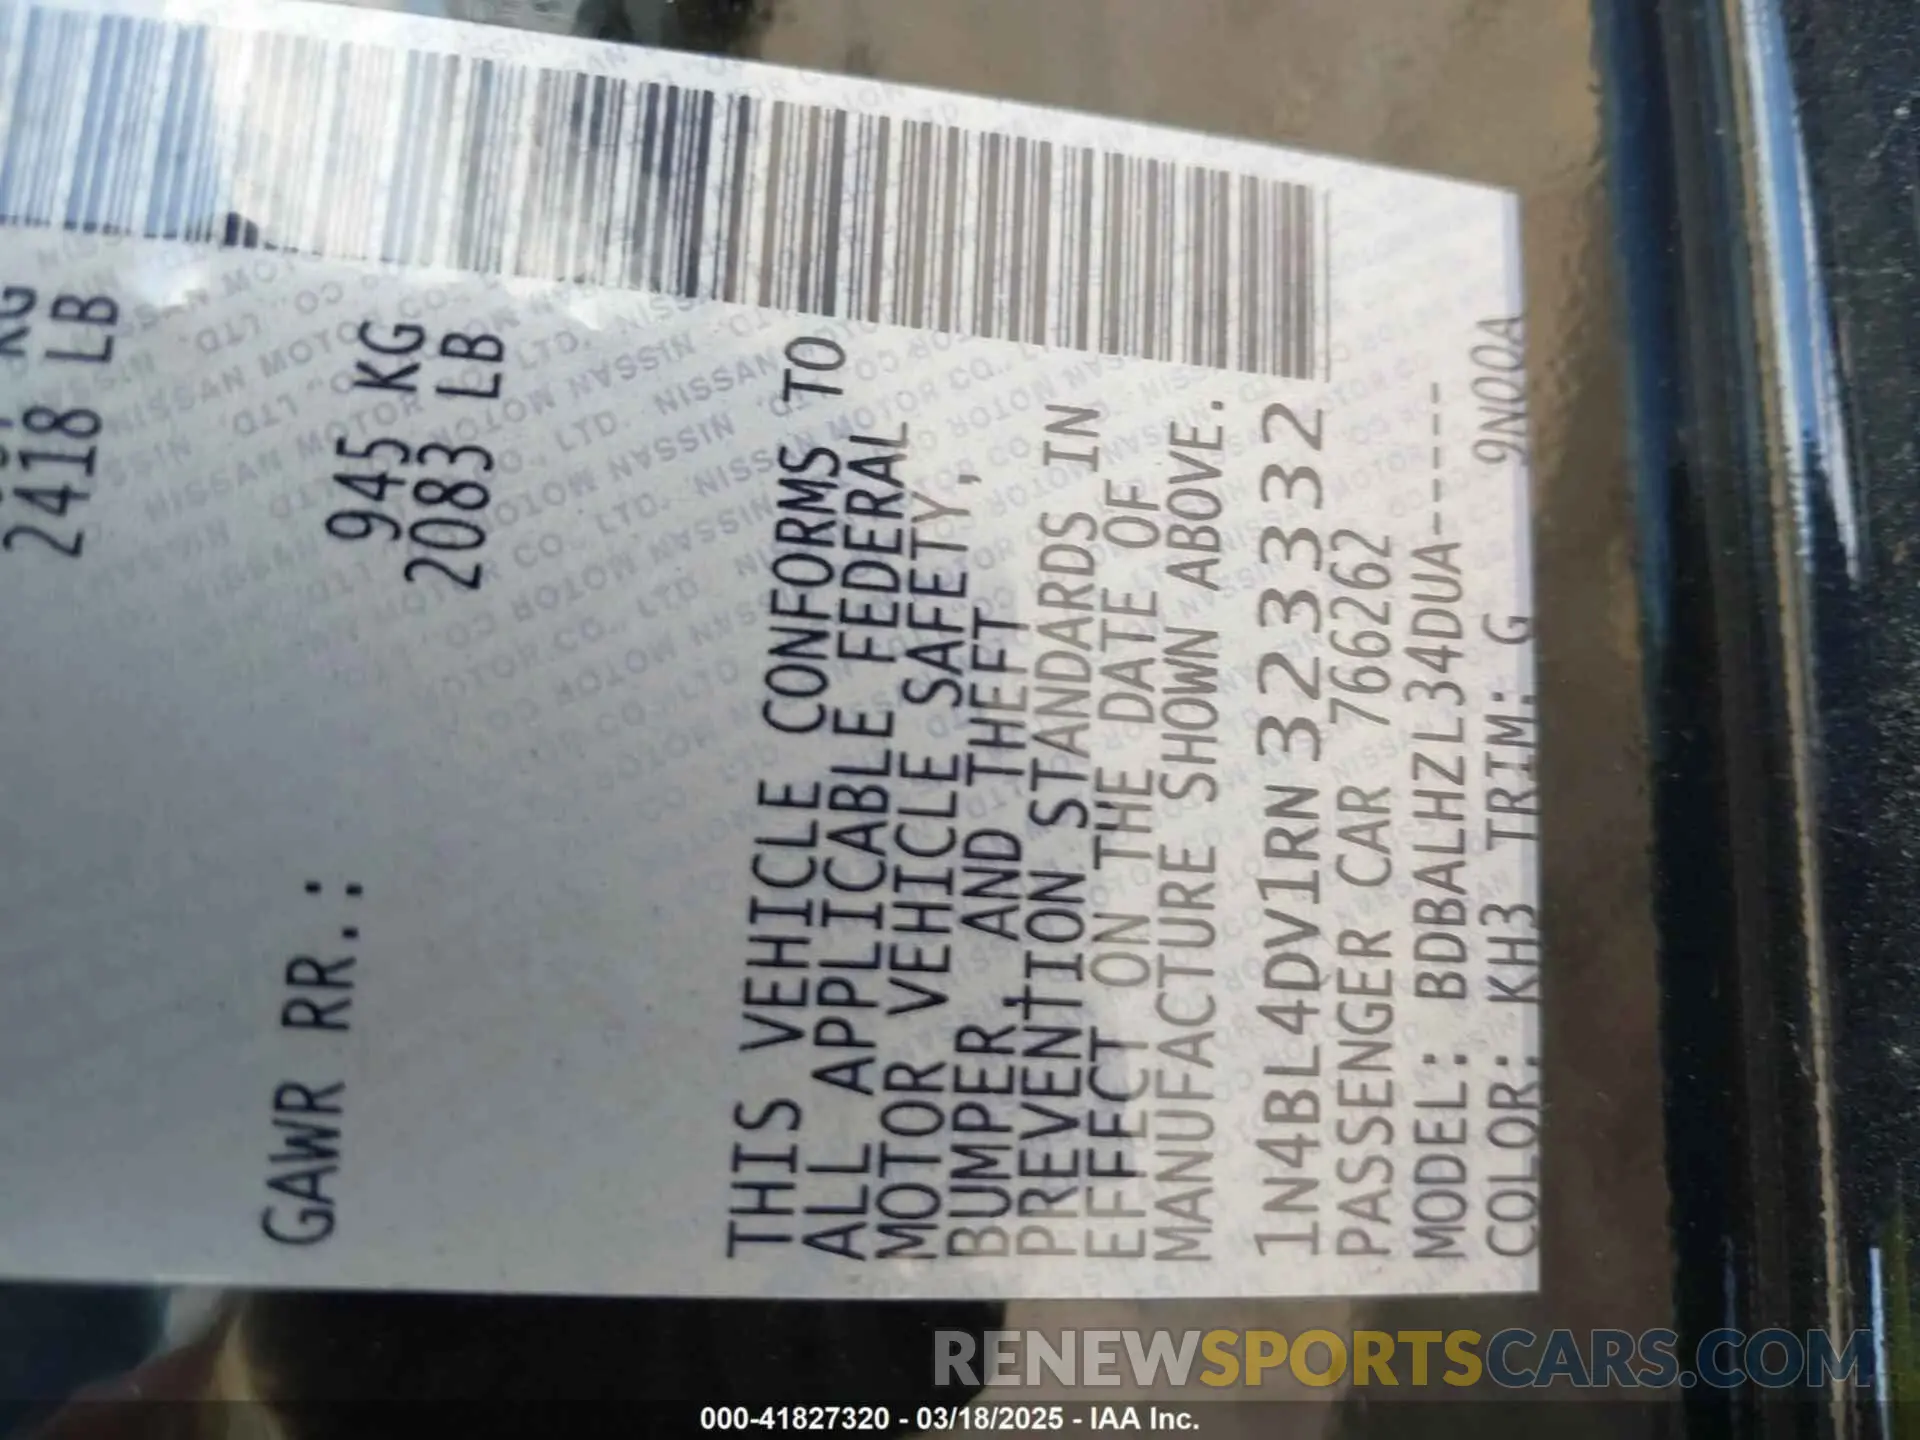 2418 LB
GAWR RR.: 945 KG
2083 LB
THIS VEHICLE CONFORMS TO
ALL APPLICABLE FEDERAL
MOTOR VEHICLE SAFETY,
BUMPER, AND THEFT
PREVENTION STANDARDS IN
EFFECT ON THE DATE OF
MANUFACTURE SHOWN ABOVE.
1N4BL4DV1RN323332
PASSENGER CAR 766262
MODEL: BDBALHZL34DUA-----
COLOR: KH3 TRIM: G 9N00A
RENEWSPORTSCARS.COM
000-41827320 - 03/18/2025 - IAA Inc.